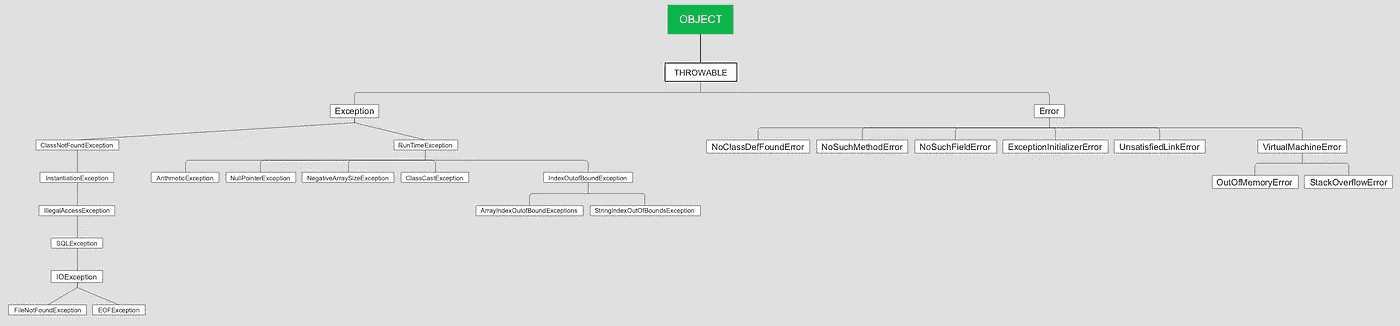 OBJECT
THROWABLE
Exception
Error
ClassNotFoundException
RunTimeException
NoClassDefFoundError
NoSuchMethodError
NoSuchFieldError
ExceptionInitializerError
UnsatisfiedLinkError
VirtualMachineError
InstantiationException
ArithmeticException
NullPointerException
NegativeArraySizeException
ClassCastException
IndexOutofBoundException
OutOfMemoryError
StackOverflowError
IllegalAccessException
ArrayIndexOutofBoundExceptions
StringIndexOutOfBoundsException
SQLException
IOException
FileNotFoundException
EOFException